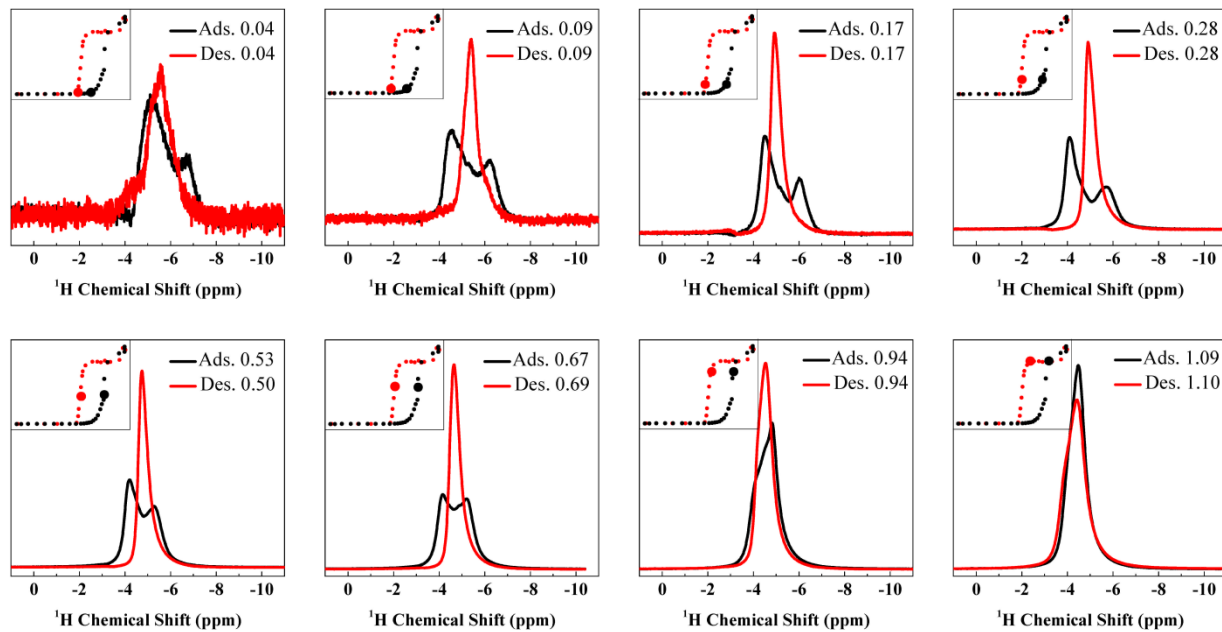 Ads. 0.04
Des. 0.04
0 -2 -4 -6 -8 -10
¹H Chemical Shift (ppm)
Ads. 0.09
Des. 0.09
0 -2 -4 -6 -8 -10
¹H Chemical Shift (ppm)
Ads. 0.17
Des. 0.17
0 -2 -4 -6 -8 -10
¹H Chemical Shift (ppm)
Ads. 0.28
Des. 0.28
0 -2 -4 -6 -8 -10
¹H Chemical Shift (ppm)
Ads. 0.53
Des. 0.50
0 -2 -4 -6 -8 -10
¹H Chemical Shift (ppm)
Ads. 0.67
Des. 0.69
0 -2 -4 -6 -8 -10
¹H Chemical Shift (ppm)
Ads. 0.94
Des. 0.94
0 -2 -4 -6 -8 -10
¹H Chemical Shift (ppm)
Ads. 1.09
Des. 1.10
0 -2 -4 -6 -8 -10
¹H Chemical Shift (ppm)